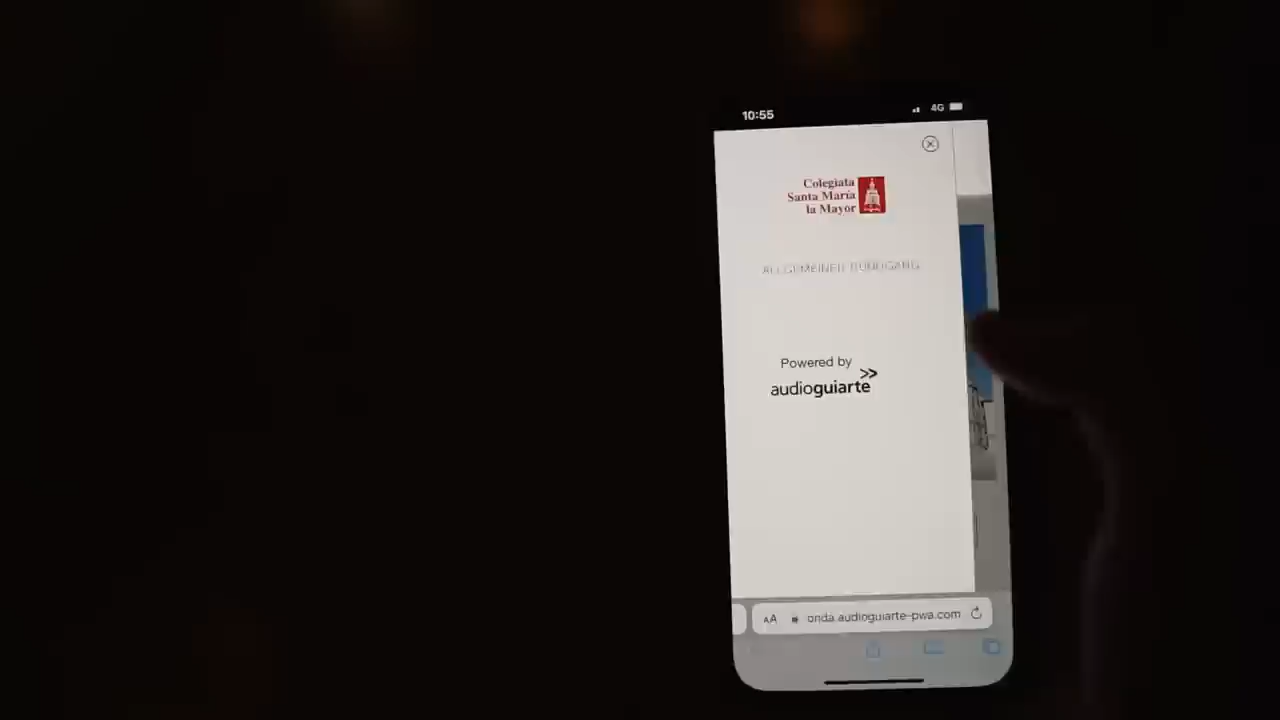 10:55
4G
Colegiata
Santa María
la Mayor
ALLGEMEINER RUNDGANG
Powered by
audioguiarte
AA
onda.audioguiarte-pwa.com